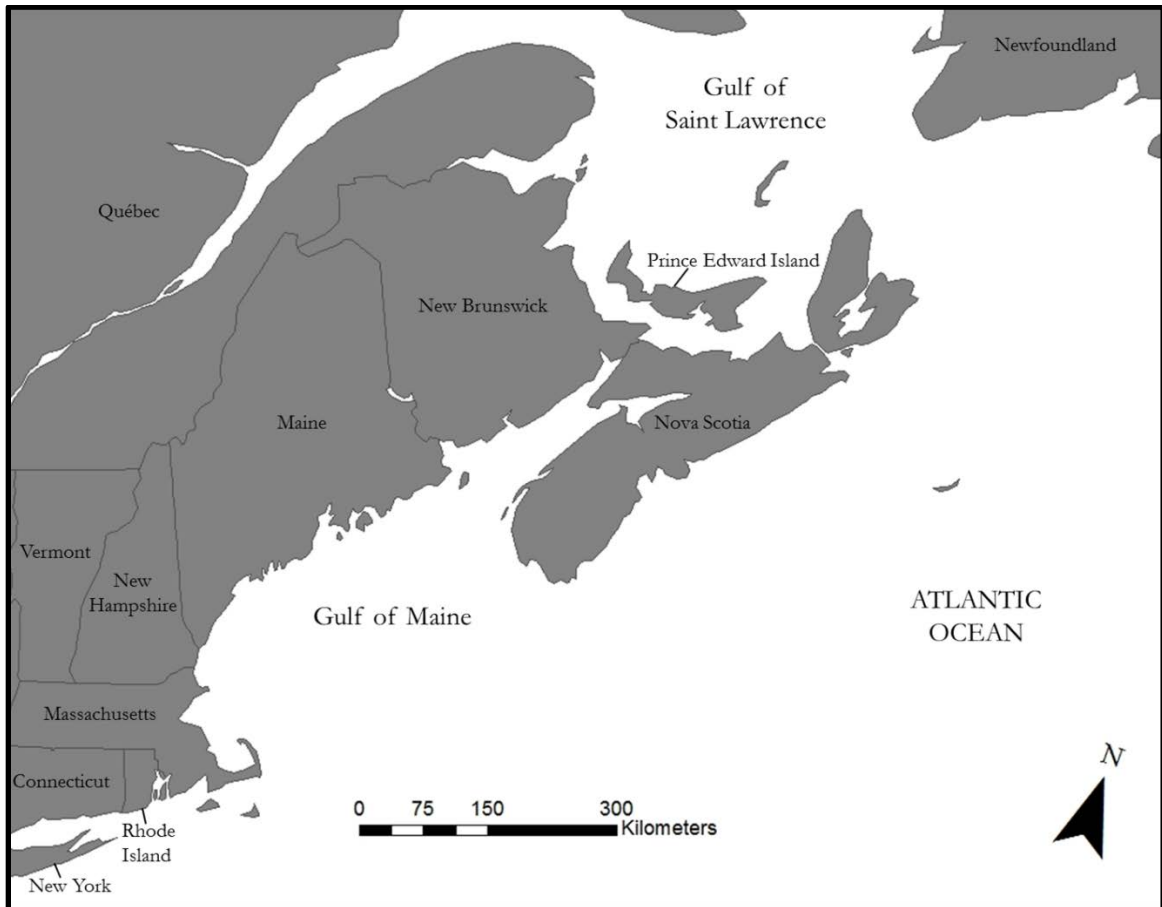 Newfoundland
Gulf of
Saint Lawrence
Québec
Prince Edward Island
New Brunswick
Maine
Nova Scotia
Vermont
New
Hampshire
Gulf of Maine
ATLANTIC
OCEAN
Massachusetts
Connecticut
Rhode
Island
New York
0 75 150 300
Kilometers
N